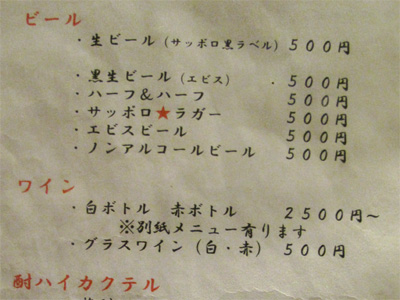 ビール
・生ビール(サッポロ黒ラベル) 500円
・黒生ビール(エビス) 500円
・ハーフ&ハーフ 500円
・サッポロ★ラガー 500円
・エビスビール 500円
・ノンアルコールビール 500円
ワイン
・白ボトル 赤ボトル 2500円~
※別紙メニュー有ります
・グラスワイン(白・赤) 500円
酎ハイカクテル